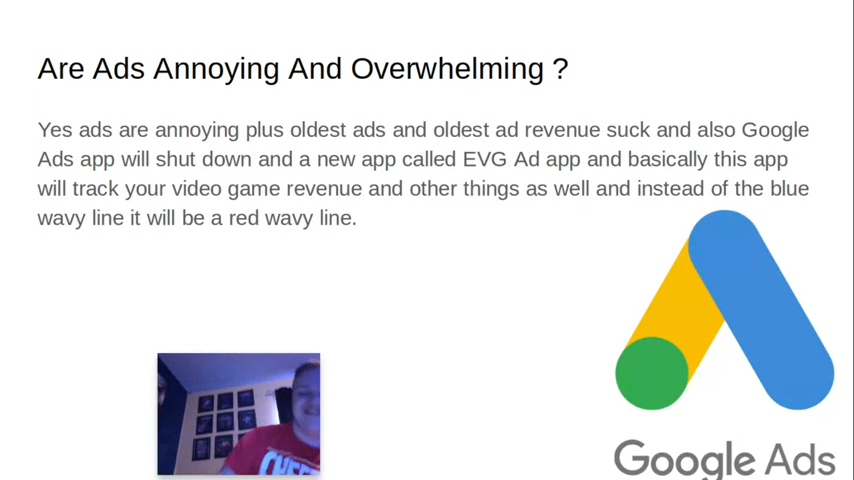 Are Ads Annoying And Overwhelming ?
Yes ads are annoying plus oldest ads and oldest ad revenue suck and also Google
Ads app will shut down and a new app called EVG Ad app and basically this app
will track your video game revenue and other things as well and instead of the blue
wavy line it will be a red wavy line.
Google Ads